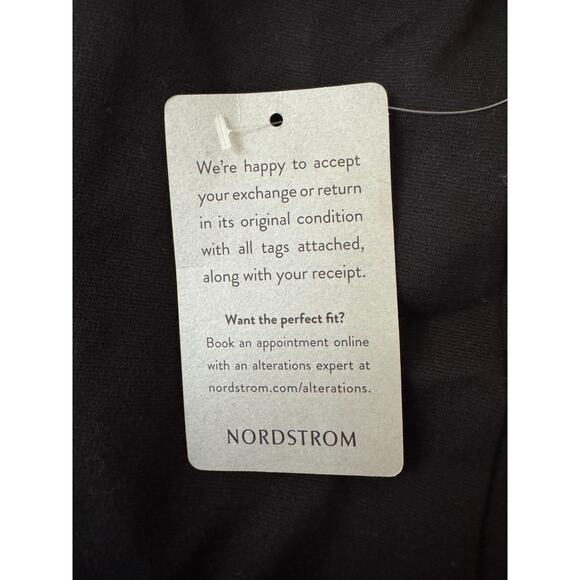 We're happy to accept
your exchange or return
in its original condition
with all tags attached,
along with your receipt.
Want the perfect fit?
Book an appointment online
with an alterations expert at
nordstrom.com/alterations.
NORDSTROM